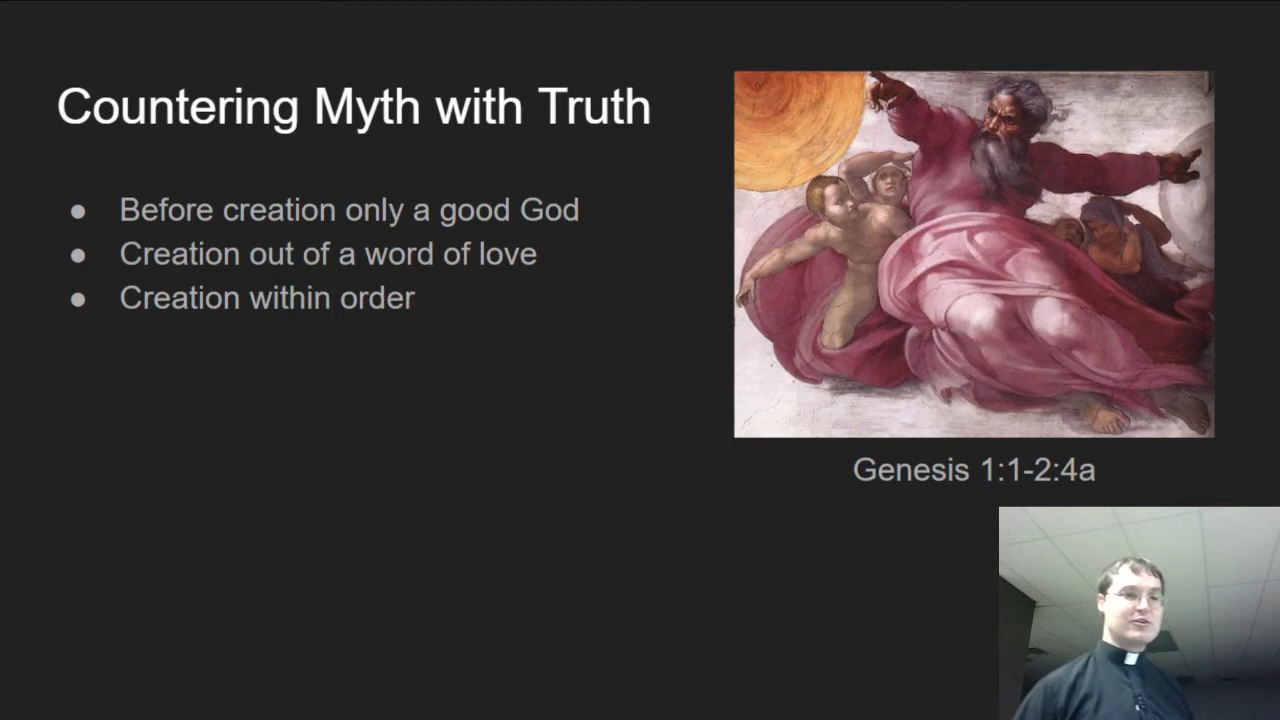 Countering Myth with Truth
● Before creation only a good God
● Creation out of a word of love
● Creation within order
Genesis 1:1-2:4a